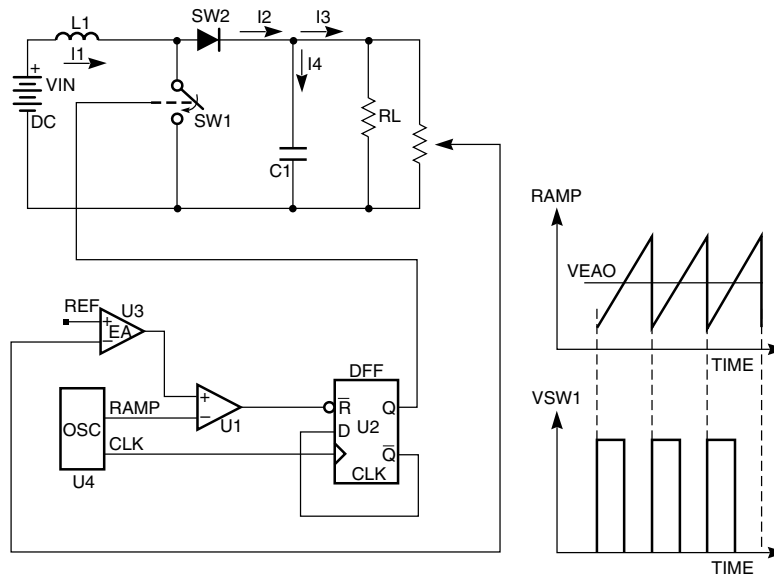 L1
SW2
I2
I3
I1
I4
+
VIN
DC
SW1
RL
C1
RAMP
VEAO
TIME
REF
U3
+
EA
−
DFF
+
−
U1
R̅
Q
D
U2
Q̅
CLK
OSC
RAMP
CLK
U4
VSW1
TIME